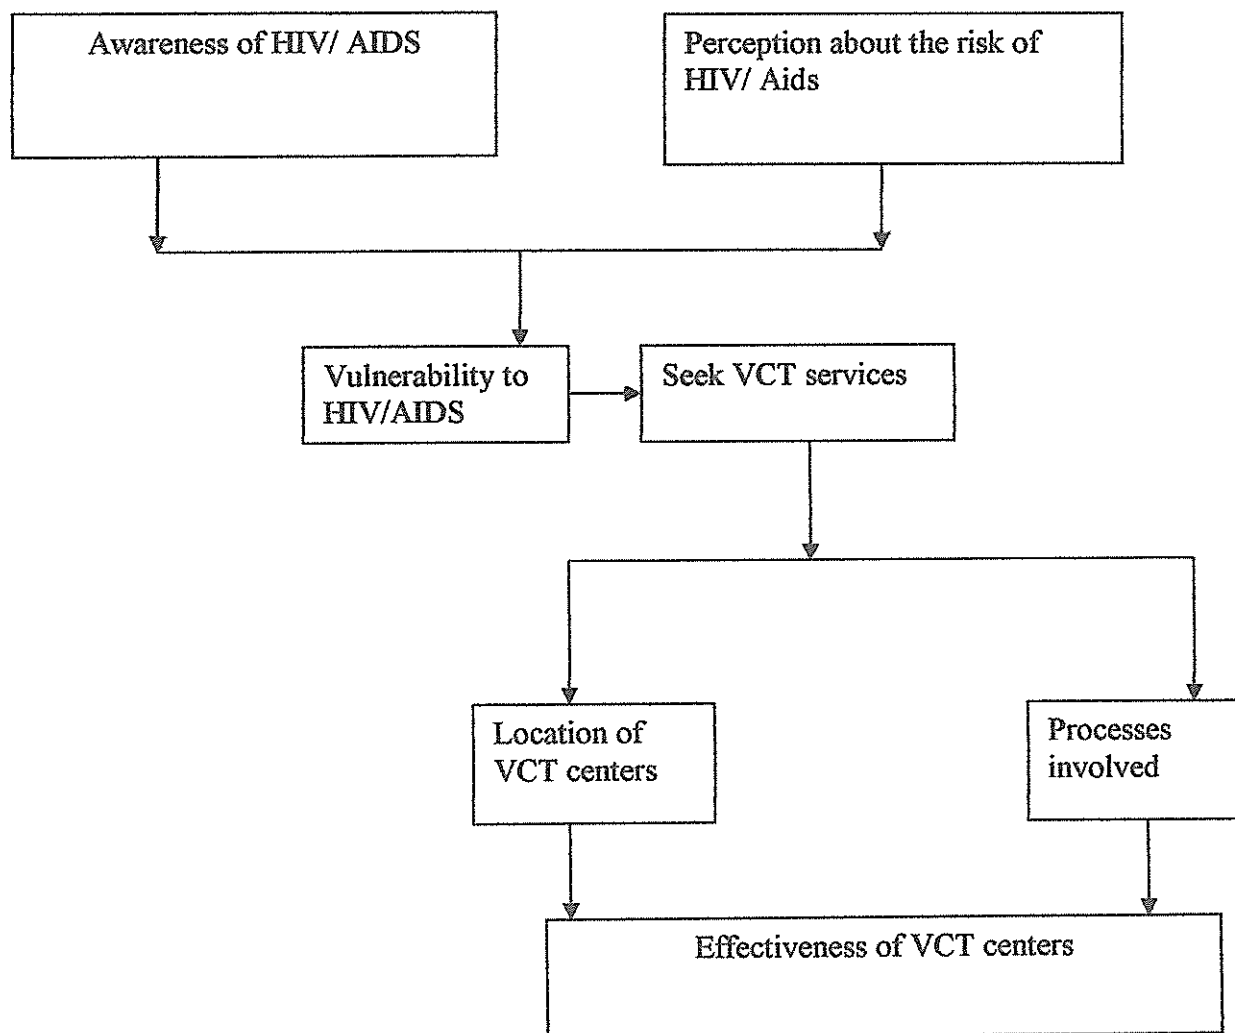 Awareness of HIV/ AIDS
Perception about the risk of
HIV/ Aids
Vulnerability to
HIV/AIDS
Seek VCT services
Location of
VCT centers
Processes
involved
Effectiveness of VCT centers